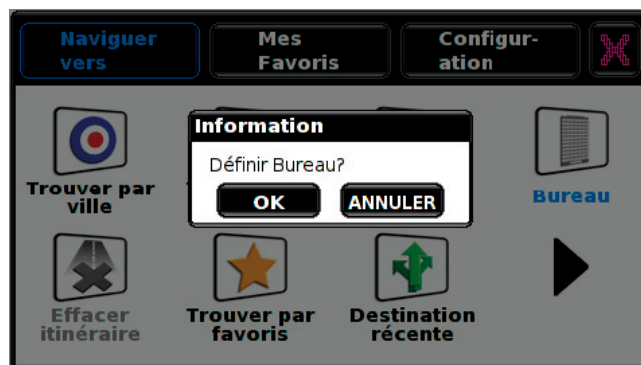 Naviguer Mes Configur-
vers Favoris ation
Information
Définir Bureau?
OK ANNULER
Trouver par Bureau
ville
Effacer Trouver par Destination
itinéraire favoris récente